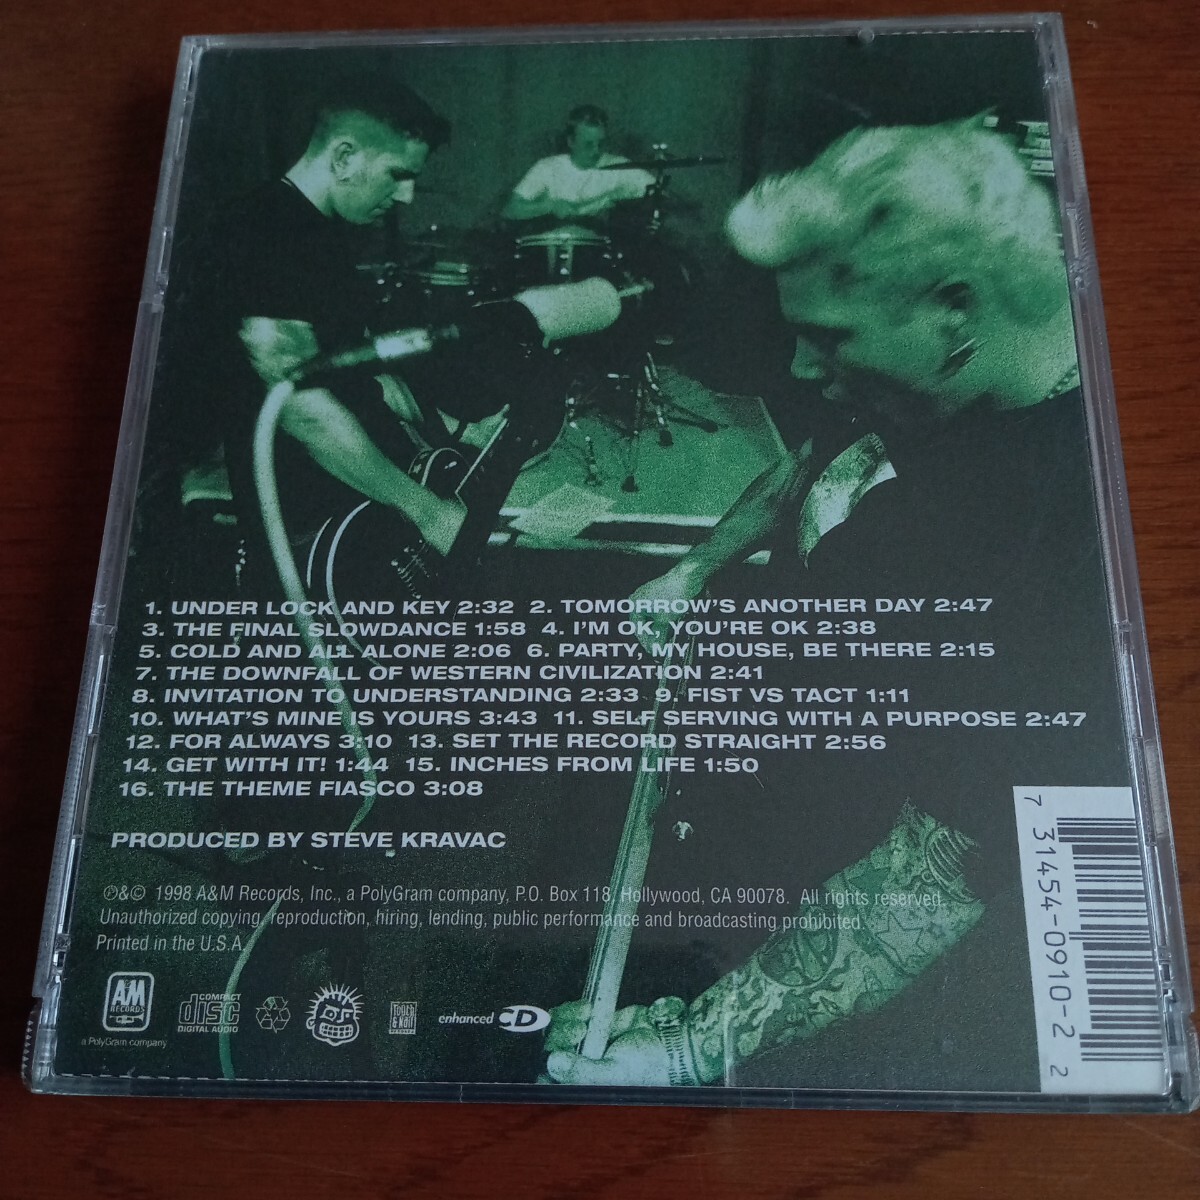 1. UNDER LOCK AND KEY 2:32 2. TOMORROW'S ANOTHER DAY 2:47
3. THE FINAL SLOWDANCE 1:58 4. I'M OK, YOU'RE OK 2:38
5. COLD AND ALL ALONE 2:06 6. PARTY, MY HOUSE, BE THERE 2:15
7. THE DOWNFALL OF WESTERN CIVILIZATION 2:41
8. INVITATION TO UNDERSTANDING 2:33 9. FIST VS TACT 1:11
10. WHAT'S MINE IS YOURS 3:43 11. SELF SERVING WITH A PURPOSE 2:47
12. FOR ALWAYS 3:10 13. SET THE RECORD STRAIGHT 2:56
14. GET WITH IT! 1:44 15. INCHES FROM LIFE 1:50
16. THE THEME FIASCO 3:08
PRODUCED BY STEVE KRAVAC
℗&© 1998 A&M Records, Inc., a PolyGram company, P.O. Box 118, Hollywood, CA 90078. All rights reserved.
Unauthorized copying, reproduction, hiring, lending, public performance and broadcasting prohibited.
Printed in the U.S.A.
A&M
RECORDS
a PolyGram company
COMPACT
disc
DIGITAL AUDIO
Tooth
& Nail
RECORDS
enhanced CD
7 31454-0910-2 2